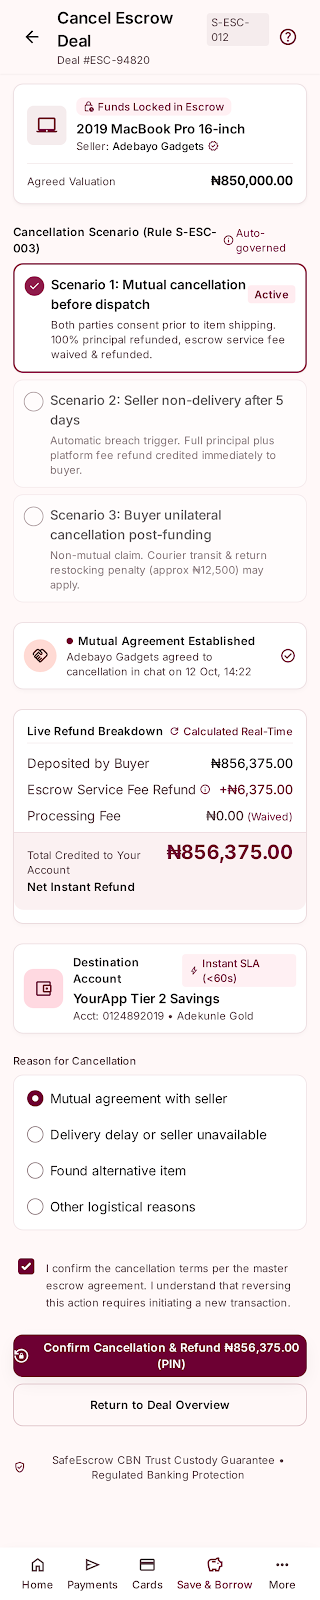 Cancel Escrow
Deal
Deal #ESC-94820
S-ESC-
012
Funds Locked in Escrow
2019 MacBook Pro 16-inch
Seller: Adebayo Gadgets
Agreed Valuation
₦850,000.00
Cancellation Scenario (Rule S-ESC-
003)
Auto-
governed
Scenario 1: Mutual cancellation
before dispatch
Active
Both parties consent prior to item shipping.
100% principal refunded, escrow service fee
waived & refunded.
Scenario 2: Seller non-delivery after 5
days
Automatic breach trigger. Full principal plus
platform fee refund credited immediately to
buyer.
Scenario 3: Buyer unilateral
cancellation post-funding
Non-mutual claim. Courier transit & return
restocking penalty (approx ₦12,500) may
apply.
Mutual Agreement Established
Adebayo Gadgets agreed to
cancellation in chat on 12 Oct, 14:22
Live Refund Breakdown
Calculated Real-Time
Deposited by Buyer
₦856,375.00
Escrow Service Fee Refund
+₦6,375.00
Processing Fee
₦0.00 (Waived)
Total Credited to Your
Account
Net Instant Refund
₦856,375.00
Destination
Account
Instant SLA
(<60s)
YourApp Tier 2 Savings
Acct: 0124892019 • Adekunle Gold
Reason for Cancellation
Mutual agreement with seller
Delivery delay or seller unavailable
Found alternative item
Other logistical reasons
I confirm the cancellation terms per the master
escrow agreement. I understand that reversing
this action requires initiating a new transaction.
Confirm Cancellation & Refund ₦856,375.00
(PIN)
Return to Deal Overview
SafeEscrow CBN Trust Custody Guarantee •
Regulated Banking Protection
Home
Payments
Cards
Save & Borrow
More